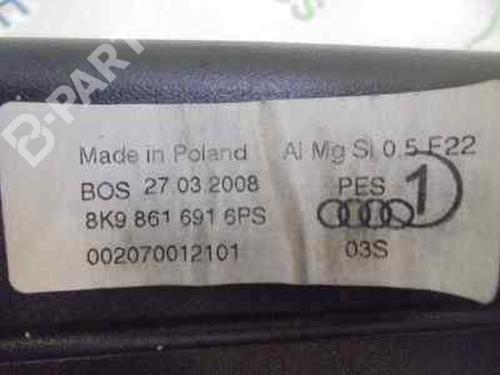 B-PARTS
Made in Poland Al Mg Si 0.5 F22
BOS 27.03.2008 PES 1
8K9 861 691 6PS
002070012101 03S